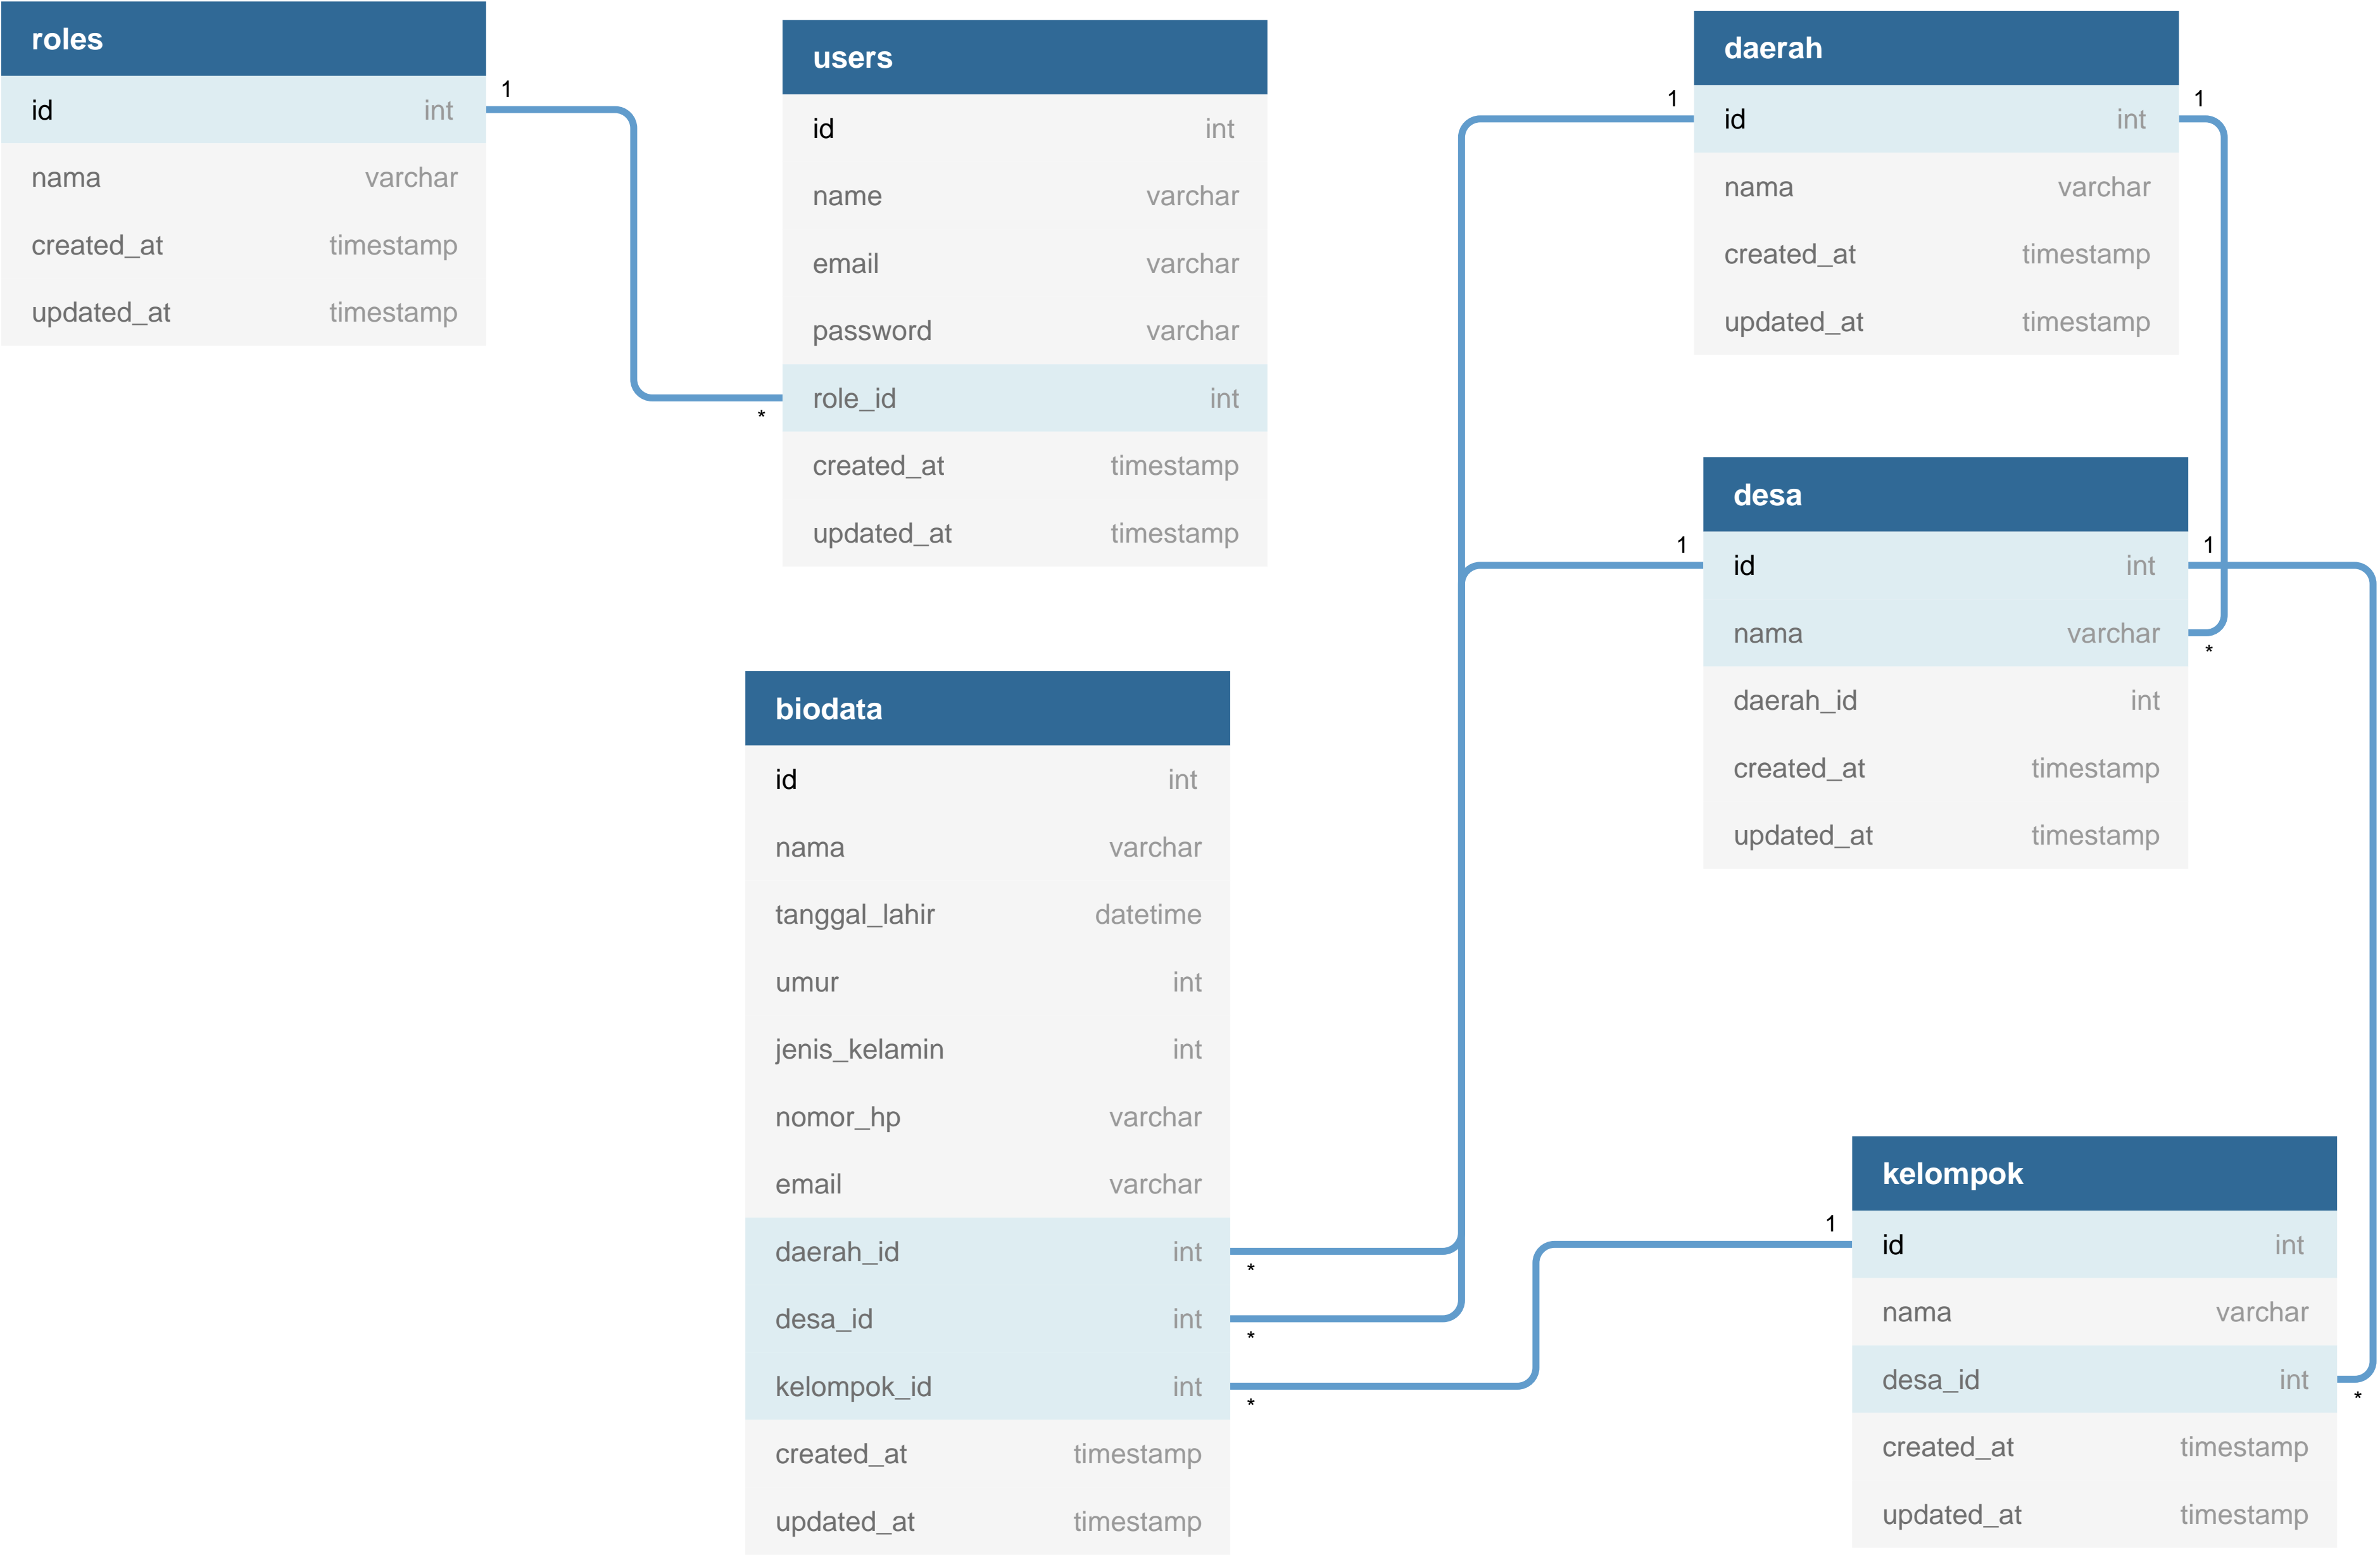 roles
id int
nama varchar
created_at timestamp
updated_at timestamp
1
*
users
id int
name varchar
email varchar
password varchar
role_id int
created_at timestamp
updated_at timestamp
daerah
1 1
id int
nama varchar
created_at timestamp
updated_at timestamp
desa
1 1
id int
nama varchar
*
daerah_id int
created_at timestamp
updated_at timestamp
biodata
id int
nama varchar
tanggal_lahir datetime
umur int
jenis_kelamin int
nomor_hp varchar
email varchar
daerah_id int
*
desa_id int
*
kelompok_id int
*
created_at timestamp
updated_at timestamp
kelompok
1
id int
nama varchar
desa_id int
*
created_at timestamp
updated_at timestamp